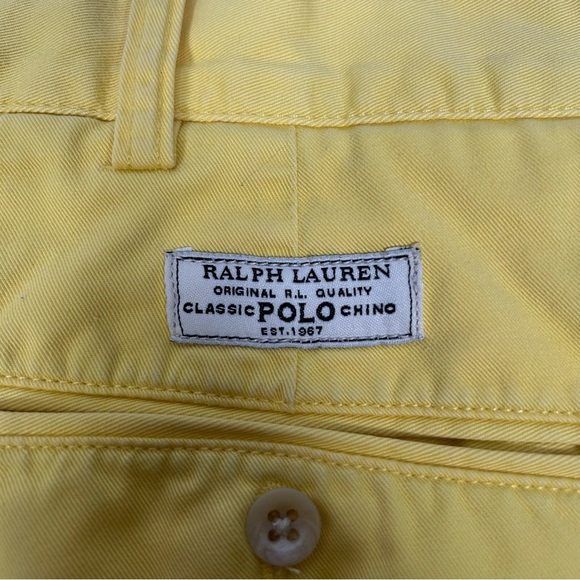 RALPH LAUREN
ORIGINAL R.L. QUALITY
CLASSIC POLO CHINO
EST. 1967